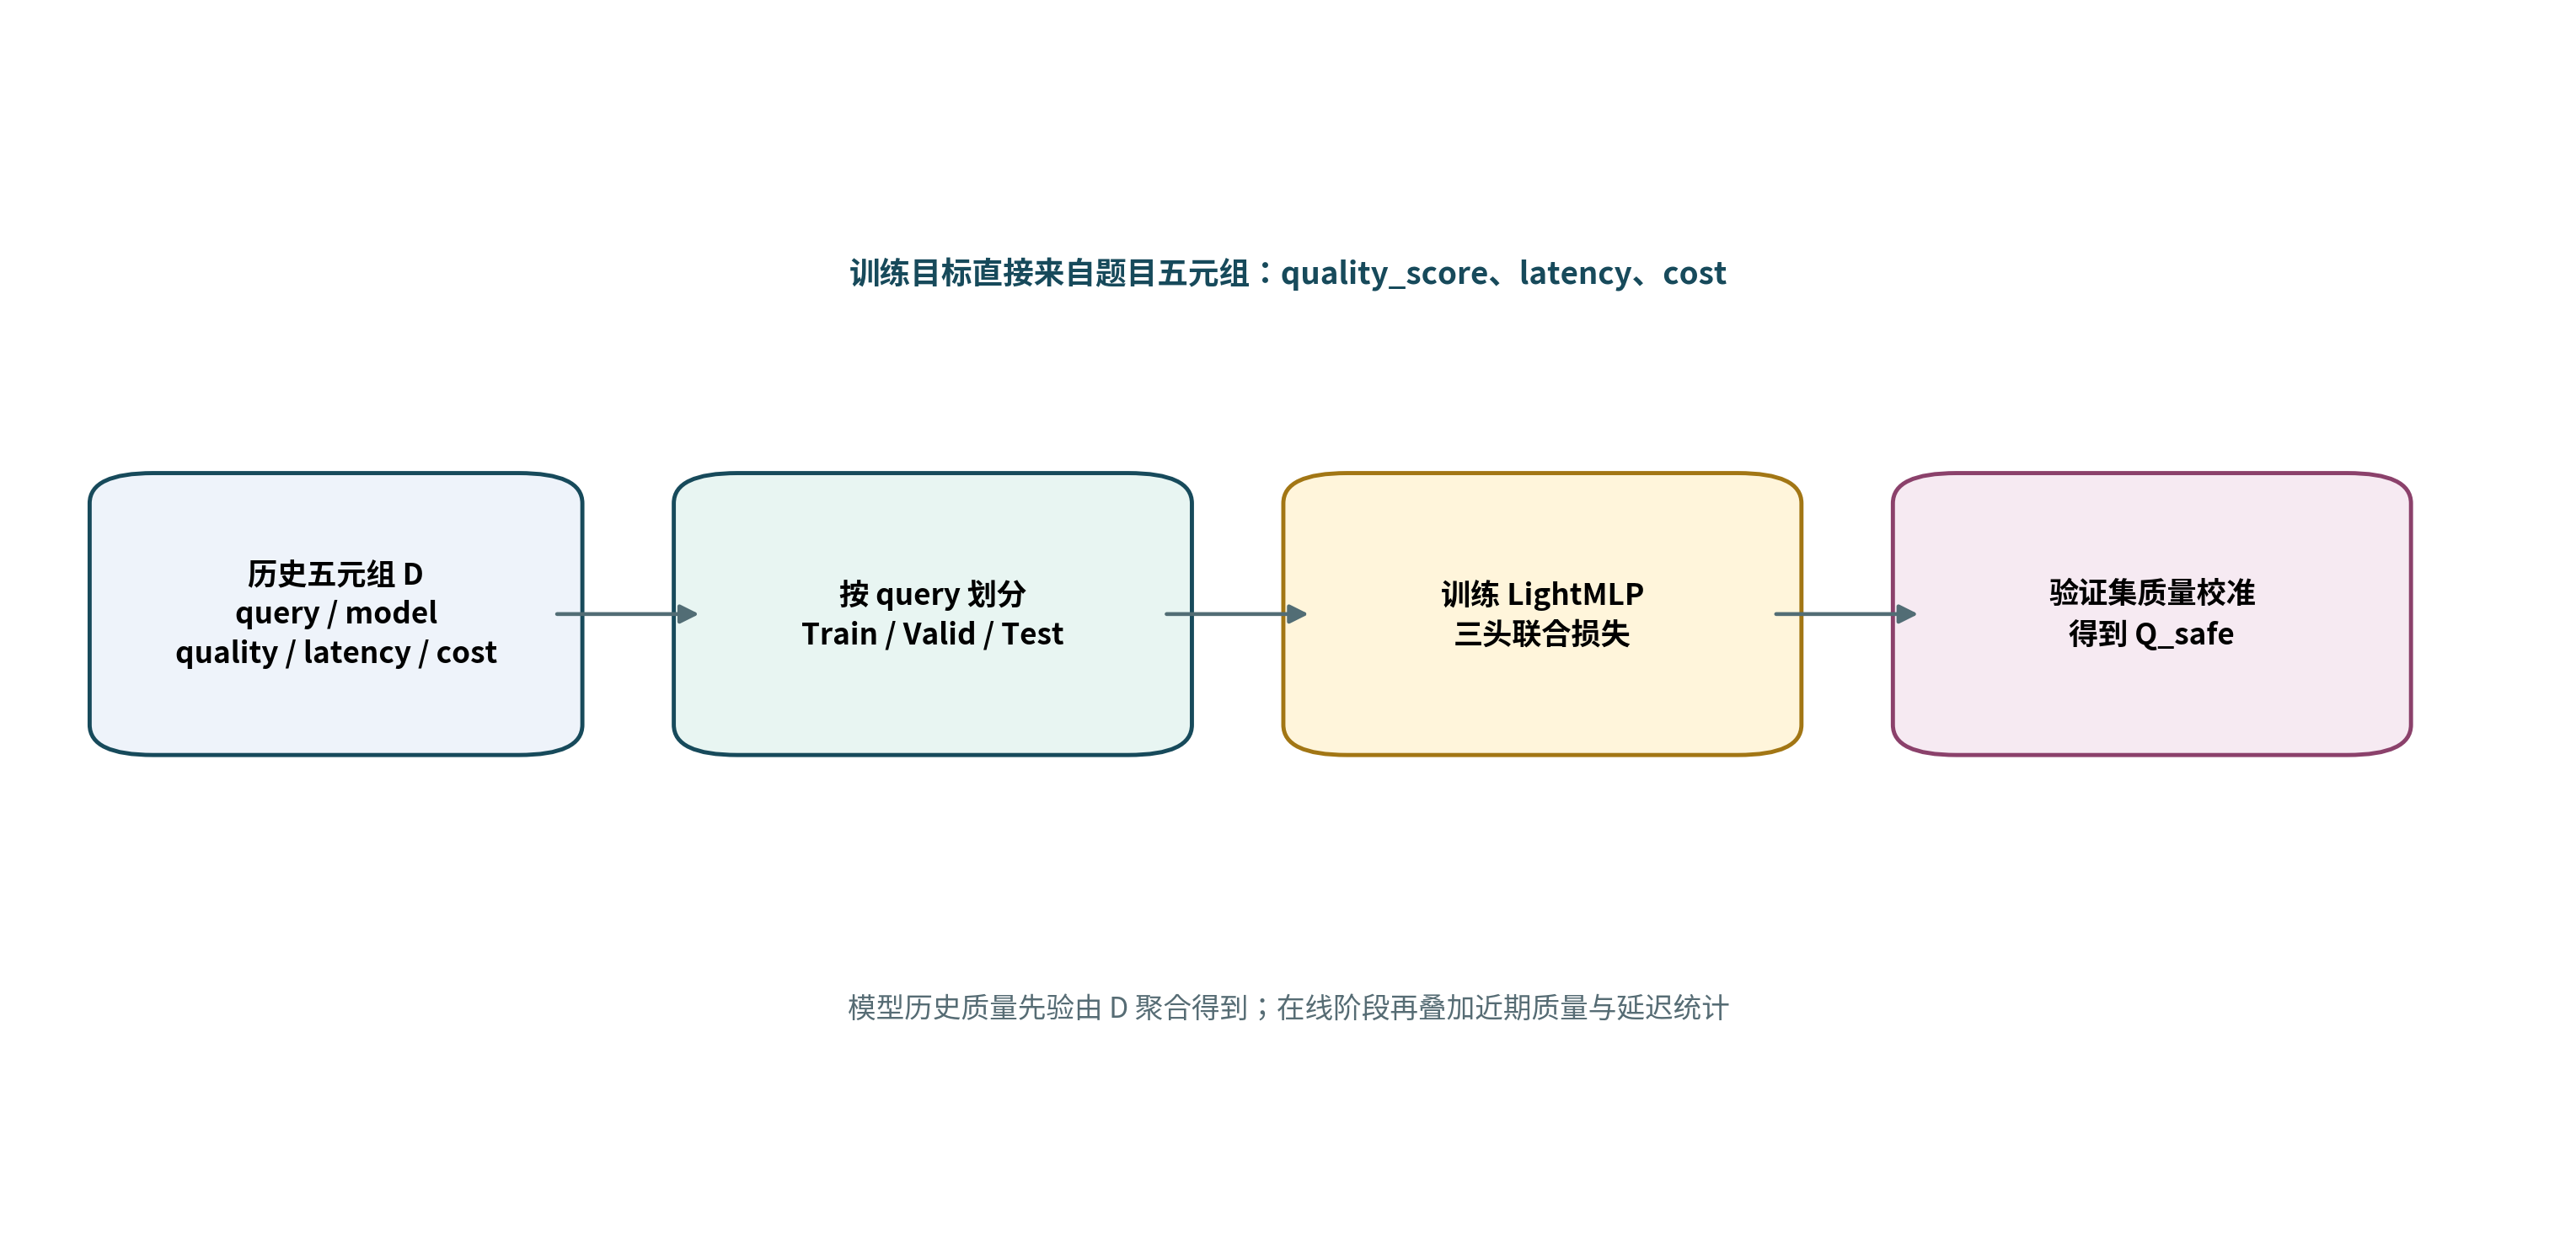 训练目标直接来自题目五元组：quality_score、latency、cost
历史五元组 D
query / model
quality / latency / cost
按 query 划分
Train / Valid / Test
训练 LightMLP
三头联合损失
验证集质量校准
得到 Q_safe
模型历史质量先验由 D 聚合得到；在线阶段再叠加近期质量与延迟统计